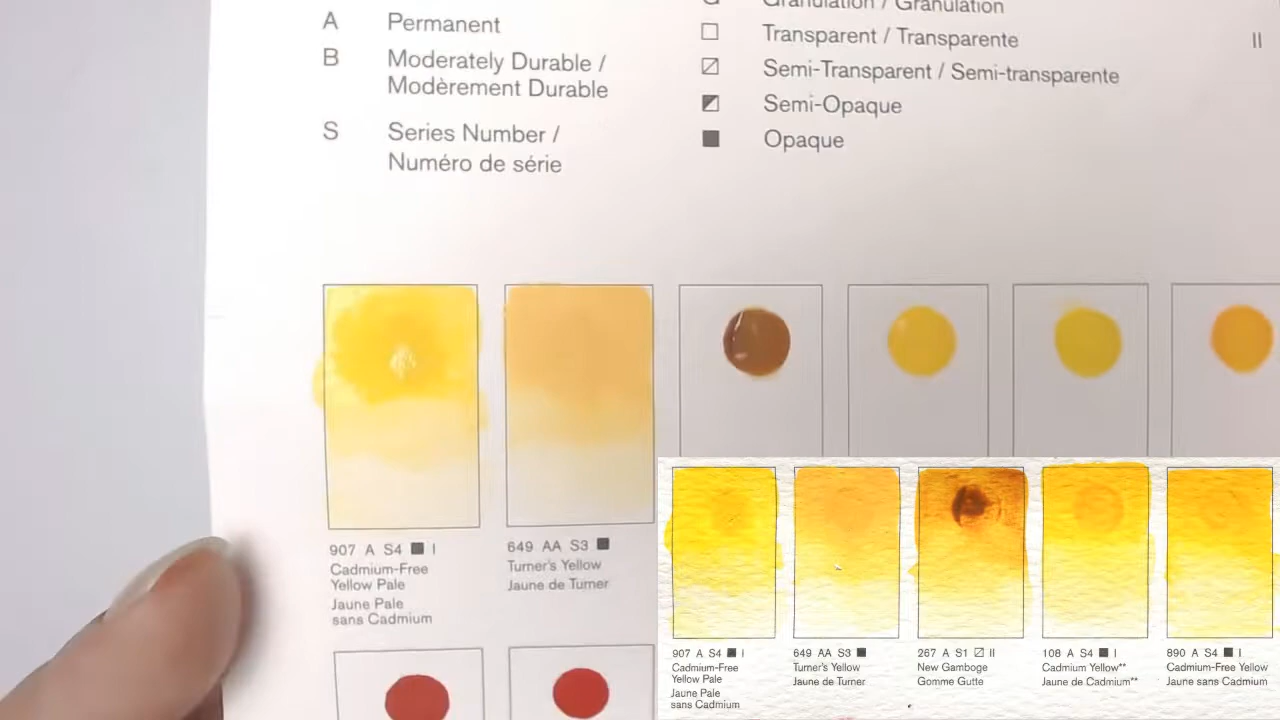 A Permanent
B Moderately Durable /
Modèrement Durable
S Series Number /
Numéro de série
G Granulation / Granulation
Transparent / Transparente
Semi-Transparent / Semi-transparente
Semi-Opaque
Opaque
II
907 A S4 I
Cadmium-Free
Yellow Pale
Jaune Pale
sans Cadmium
649 AA S3
Turner's Yellow
Jaune de Turner
907 A S4 I
Cadmium-Free
Yellow Pale
Jaune Pale
sans Cadmium
649 AA S3
Turner's Yellow
Jaune de Turner
267 A S1 II
New Gamboge
Gomme Gutte
108 A S4 I
Cadmium Yellow**
Jaune de Cadmium**
890 A S4 I
Cadmium-Free Yellow
Jaune sans Cadmium